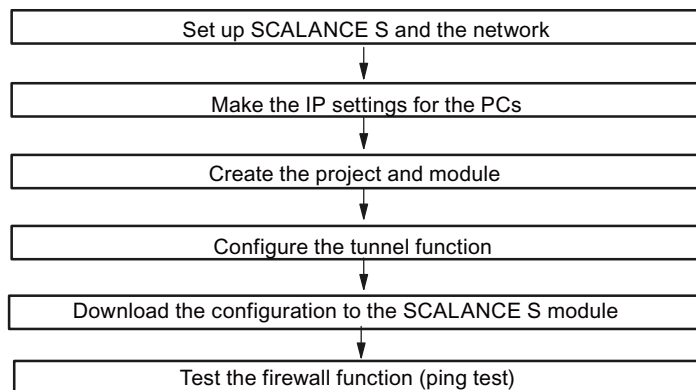 Set up SCALANCE S and the network
Make the IP settings for the PCs
Create the project and module
Configure the tunnel function
Download the configuration to the SCALANCE S module
Test the firewall function (ping test)